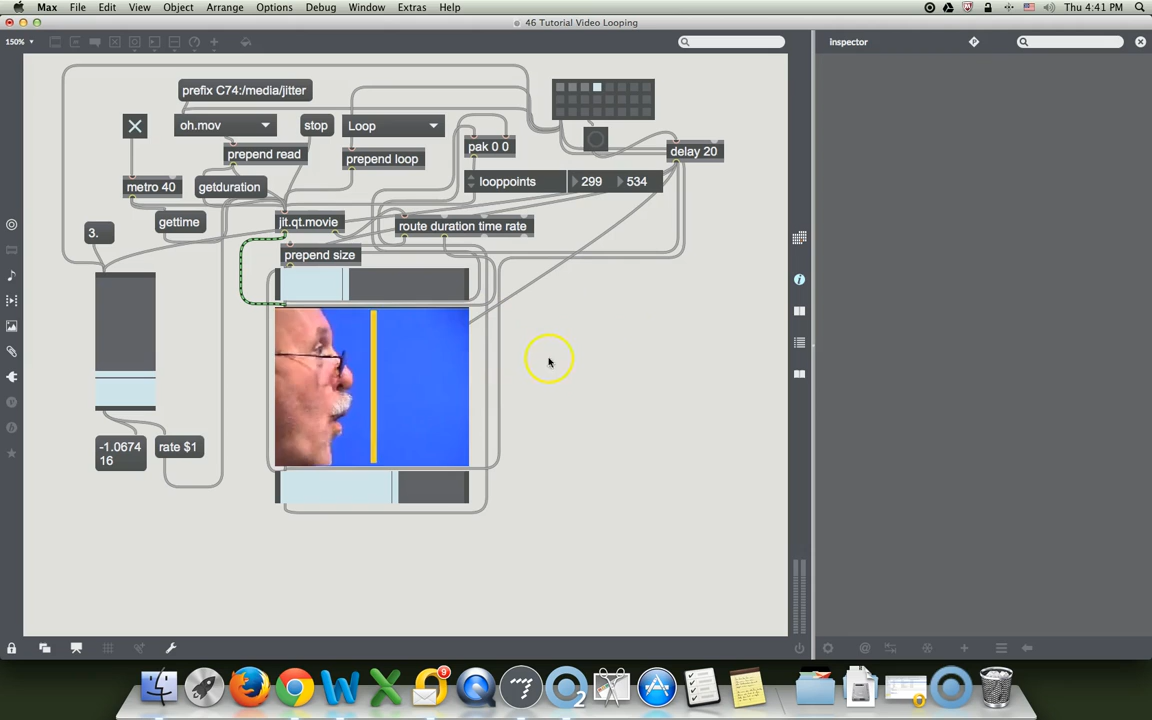 Max File Edit View Object Arrange Options Debug Window Extras Help
Thu 4:41 PM
46 Tutorial Video Looping
150%
inspector
prefix C74:/media/jitter
oh.mov
stop
Loop
prepend read
prepend loop
pak 0 0
delay 20
metro 40
getduration
looppoints
299
534
gettime
jit.qt.movie
route duration time rate
3.
prepend size
-1.0674
16
rate $1
9
2